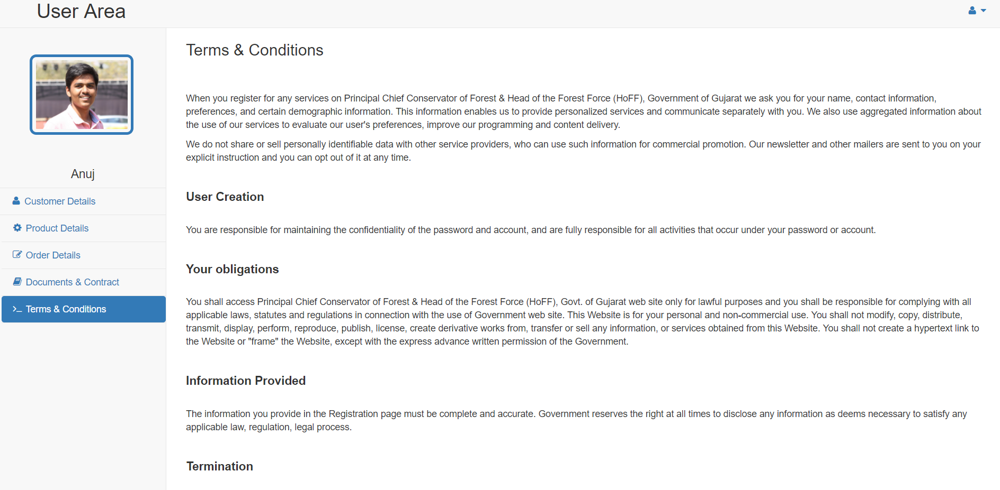 User Area
Anuj
Customer Details
Product Details
Order Details
Documents & Contract
Terms & Conditions
Terms & Conditions
When you register for any services on Principal Chief Conservator of Forest & Head of the Forest Force (HoFF), Government of Gujarat we ask you for your name, contact information,
preferences, and certain demographic information. This information enables us to provide personalized services and communicate separately with you. We also use aggregated information about
the use of our services to evaluate our user's preferences, improve our programming and content delivery.
We do not share or sell personally identifiable data with other service providers, who can use such information for commercial promotion. Our newsletter and other mailers are sent to you on your
explicit instruction and you can opt out of it at any time.
User Creation
You are responsible for maintaining the confidentiality of the password and account, and are fully responsible for all activities that occur under your password or account.
Your obligations
You shall access Principal Chief Conservator of Forest & Head of the Forest Force (HoFF), Govt. of Gujarat web site only for lawful purposes and you shall be responsible for complying with all
applicable laws, statutes and regulations in connection with the use of Government web site. This Website is for your personal and non-commercial use. You shall not modify, copy, distribute,
transmit, display, perform, reproduce, publish, license, create derivative works from, transfer or sell any information, or services obtained from this Website. You shall not create a hypertext link to
the Website or "frame" the Website, except with the express advance written permission of the Government.
Information Provided
The information you provide in the Registration page must be complete and accurate. Government reserves the right at all times to disclose any information as deems necessary to satisfy any
applicable law, regulation, legal process.
Termination